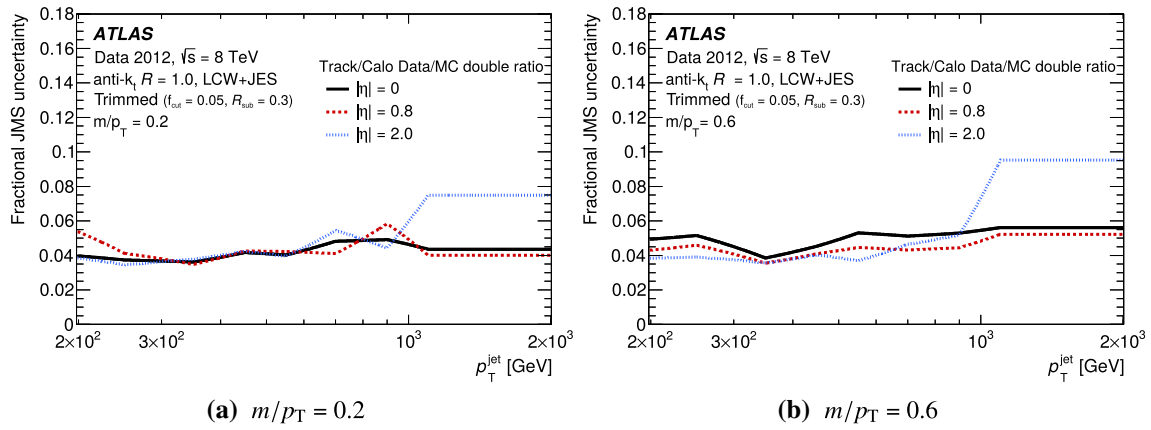 Fractional JMS uncertainty
0.18
0.16
0.14
0.12
0.1
0.08
0.06
0.04
0.02
0
ATLAS
Data 2012, √s = 8 TeV
anti-kt R = 1.0, LCW+JES
Trimmed (fcut = 0.05, Rsub = 0.3)
m/pT = 0.2
Track/Calo Data/MC double ratio
|η| = 0
|η| = 0.8
|η| = 2.0
2×10² 3×10² 10³ 2×10³
pTjet [GeV]
(a) m/pT = 0.2
Fractional JMS uncertainty
0.18
0.16
0.14
0.12
0.1
0.08
0.06
0.04
0.02
0
ATLAS
Data 2012, √s = 8 TeV
anti-kt R = 1.0, LCW+JES
Trimmed (fcut = 0.05, Rsub = 0.3)
m/pT = 0.6
Track/Calo Data/MC double ratio
|η| = 0
|η| = 0.8
|η| = 2.0
2×10² 3×10² 10³ 2×10³
pTjet [GeV]
(b) m/pT = 0.6